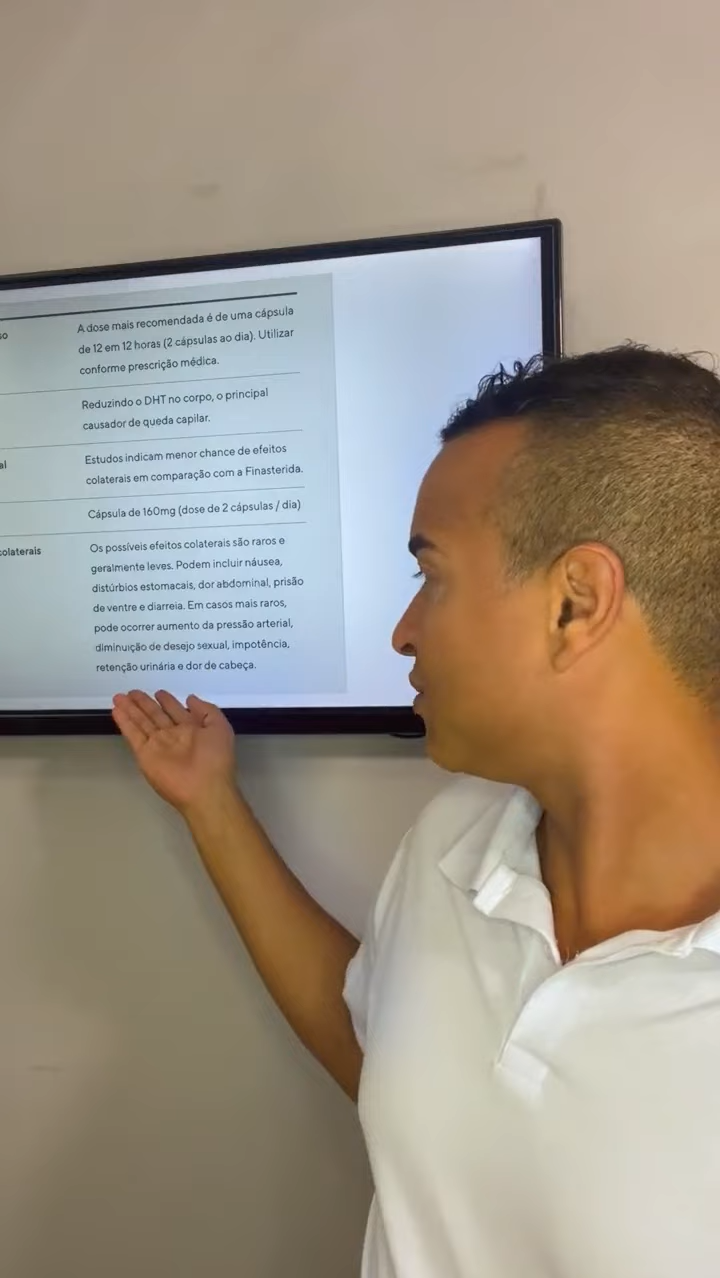 so
A dose mais recomendada é de uma cápsula
de 12 em 12 horas (2 cápsulas ao dia). Utilizar
conforme prescrição médica.
Reduzindo o DHT no corpo, o principal
causador de queda capilar.
al
Estudos indicam menor chance de efeitos
colaterais em comparação com a Finasterida.
Cápsula de 160mg (dose de 2 cápsulas / dia)
colaterais
Os possíveis efeitos colaterais são raros e
geralmente leves. Podem incluir náusea,
distúrbios estomacais, dor abdominal, prisão
de ventre e diarreia. Em casos mais raros,
pode ocorrer aumento da pressão arterial,
diminuição de desejo sexual, impotência,
retenção urinária e dor de cabeça.